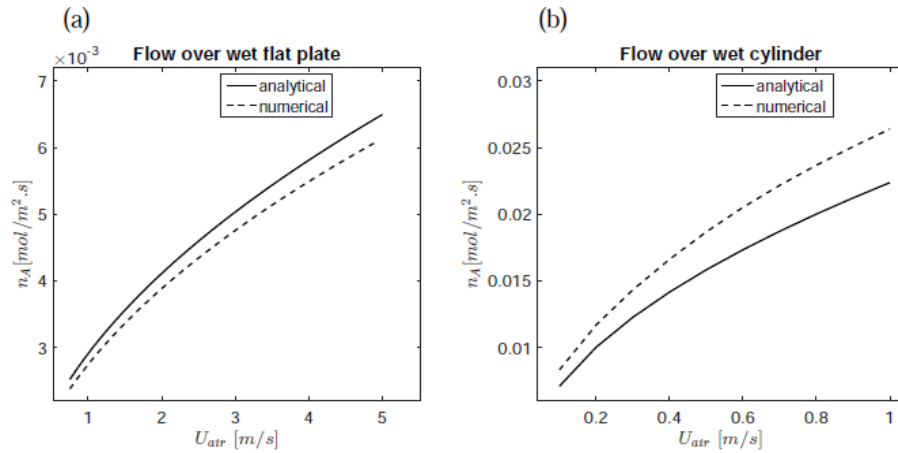 (a)
Flow over wet flat plate
×10⁻³
analytical
numerical
7
6
5
4
3
n_A [mol/m².s]
1 2 3 4 5
U_air [m/s]
(b)
Flow over wet cylinder
analytical
numerical
0.03
0.025
0.02
0.015
0.01
n_A [mol/m².s]
0.2 0.4 0.6 0.8 1
U_air [m/s]